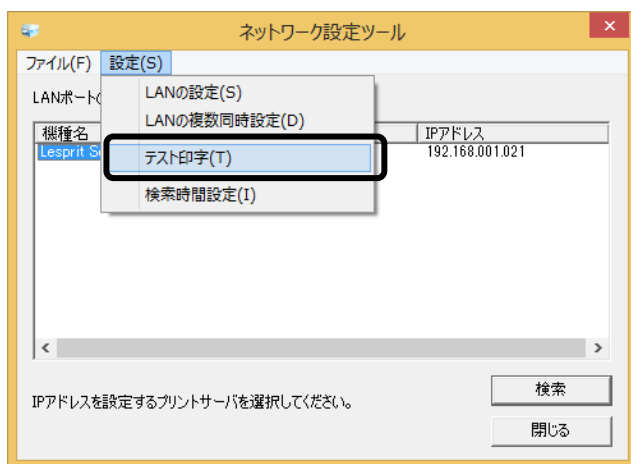 ネットワーク設定ツール
×
ファイル(F) 設定(S)
LANの設定(S)
LANの複数同時設定(D)
テスト印字(T)
検索時間設定(I)
LANポート(
機種名 IPアドレス
Lesprit 192.168.001.021
IPアドレスを設定するプリントサーバを選択してください。
検索
閉じる